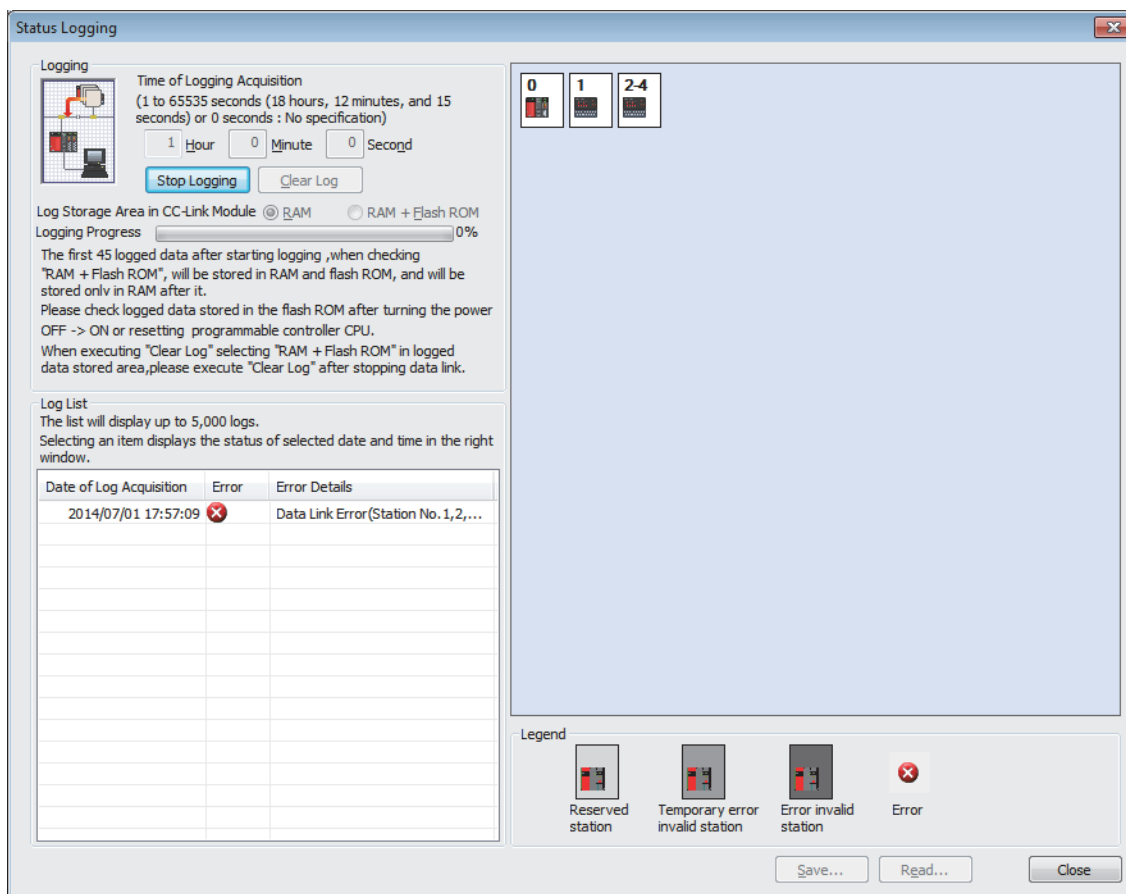 Status Logging
Logging
Time of Logging Acquisition
(1 to 65535 seconds (18 hours, 12 minutes, and 15
seconds) or 0 seconds : No specification)
1 Hour 0 Minute 0 Second
Stop Logging Clear Log
Log Storage Area in CC-Link Module RAM RAM + Flash ROM
Logging Progress 0%
The first 45 logged data after starting logging ,when checking
"RAM + Flash ROM", will be stored in RAM and flash ROM, and will be
stored only in RAM after it.
Please check logged data stored in the flash ROM after turning the power
OFF -> ON or resetting programmable controller CPU.
When executing "Clear Log" selecting "RAM + Flash ROM" in logged
data stored area,please execute "Clear Log" after stopping data link.
Log List
The list will display up to 5,000 logs.
Selecting an item displays the status of selected date and time in the right
window.
Date of Log Acquisition Error Error Details
2014/07/01 17:57:09 Data Link Error(Station No.1,2,...
0 1 2-4
Legend
Reserved
station
Temporary error
invalid station
Error invalid
station
Error
Save... Read... Close